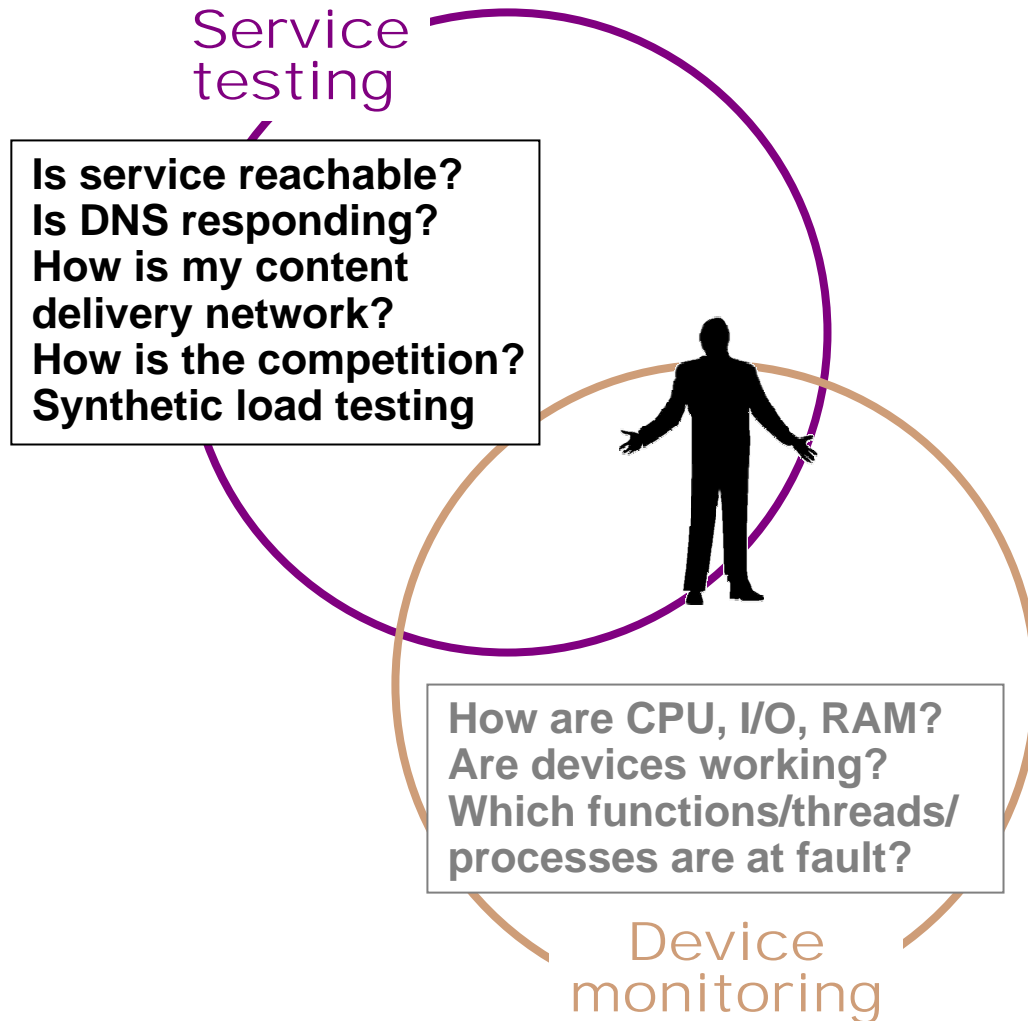 Service
testing
Is service reachable?
Is DNS responding?
How is my content
delivery network?
How is the competition?
Synthetic load testing
How are CPU, I/O, RAM?
Are devices working?
Which functions/threads/
processes are at fault?
Device
monitoring